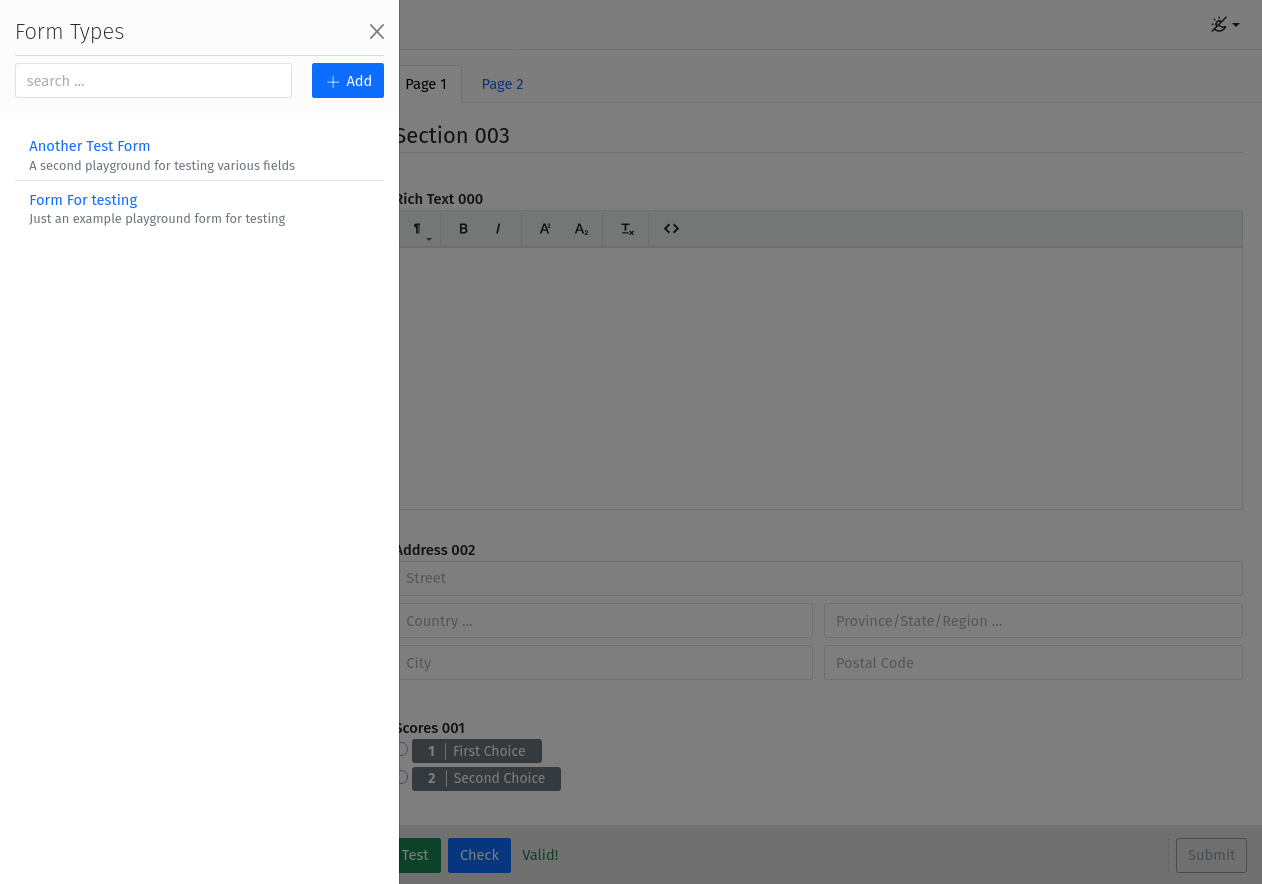 Form Types
search ...
Add
Another Test Form
A second playground for testing various fields
Form For testing
Just an example playground form for testing
Page 1
Page 2
Section 003
Rich Text 000
Address 002
Street
Country ...
Province/State/Region ...
City
Postal Code
Scores 001
1 First Choice
2 Second Choice
Test
Check
Valid!
Submit